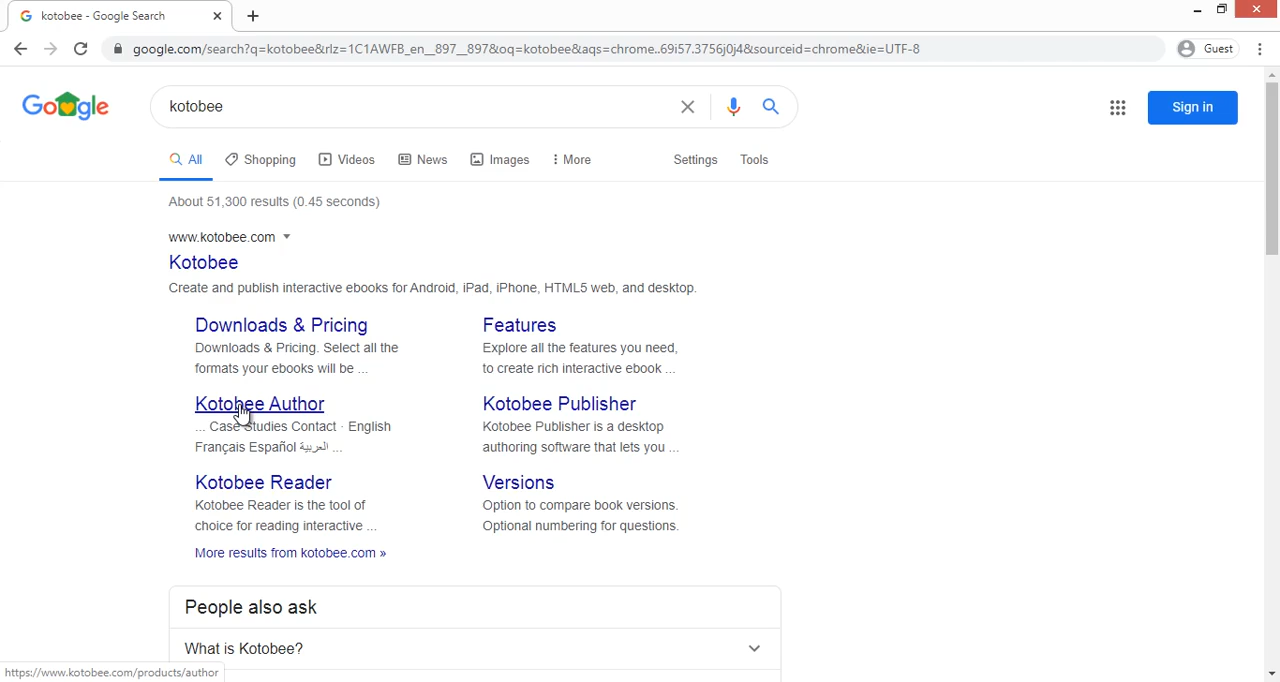 kotobee - Google Search
google.com/search?q=kotobee&rlz=1C1AWFB_en__897__897&oq=kotobee&aqs=chrome..69i57.3756j0j4&sourceid=chrome&ie=UTF-8
Guest
Google
kotobee
Sign in
All Shopping Videos News Images More Settings Tools
About 51,300 results (0.45 seconds)
www.kotobee.com
Kotobee
Create and publish interactive ebooks for Android, iPad, iPhone, HTML5 web, and desktop.
Downloads & Pricing
Downloads & Pricing. Select all the
formats your ebooks will be ...
Features
Explore all the features you need,
to create rich interactive ebook ...
Kotobee Author
... Case Studies Contact · English
Français Español العربية ...
Kotobee Publisher
Kotobee Publisher is a desktop
authoring software that lets you ...
Kotobee Reader
Kotobee Reader is the tool of
choice for reading interactive ...
Versions
Option to compare book versions.
Optional numbering for questions.
More results from kotobee.com »
People also ask
What is Kotobee?
https://www.kotobee.com/products/author